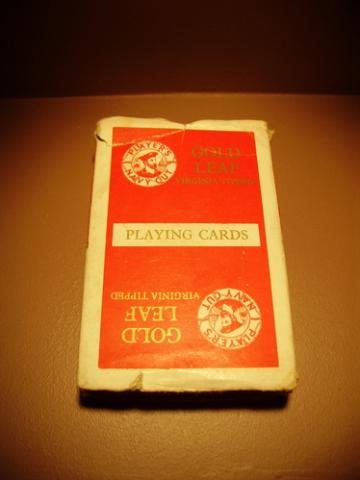 PLAYER'S
NAVY CUT
GOLD
LEAF
VIRGINIA TIPPED
PLAYING CARDS
GOLD
LEAF
VIRGINIA TIPPED
PLAYER'S
NAVY CUT